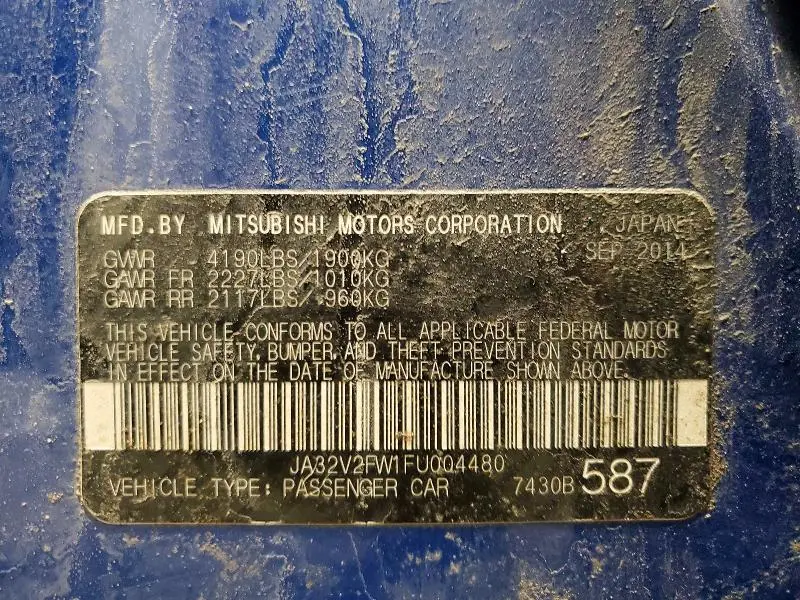 MFD.BY MITSUBISHI MOTORS CORPORATION JAPAN
SEP 2014
GVWR 4190LBS/1900KG
GAWR FR 2227LBS/1010KG
GAWR RR 2117LBS/ 960KG
THIS VEHICLE CONFORMS TO ALL APPLICABLE FEDERAL MOTOR
VEHICLE SAFETY, BUMPER, AND THEFT PREVENTION STANDARDS
IN EFFECT ON THE DATE OF MANUFACTURE SHOWN ABOVE.
JA32V2FW1FU004480
VEHICLE TYPE: PASSENGER CAR 7430B 587